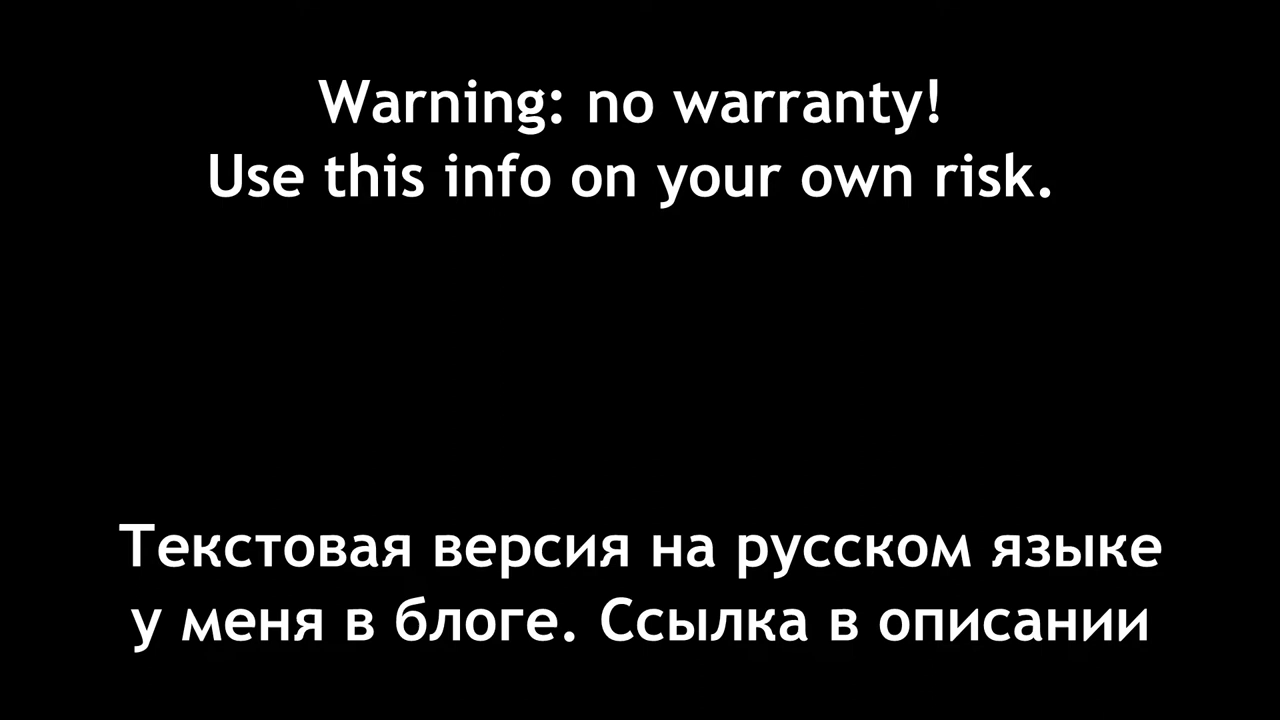 Warning: no warranty!
Use this info on your own risk.
Текстовая версия на русском языке
у меня в блоге. Ссылка в описании